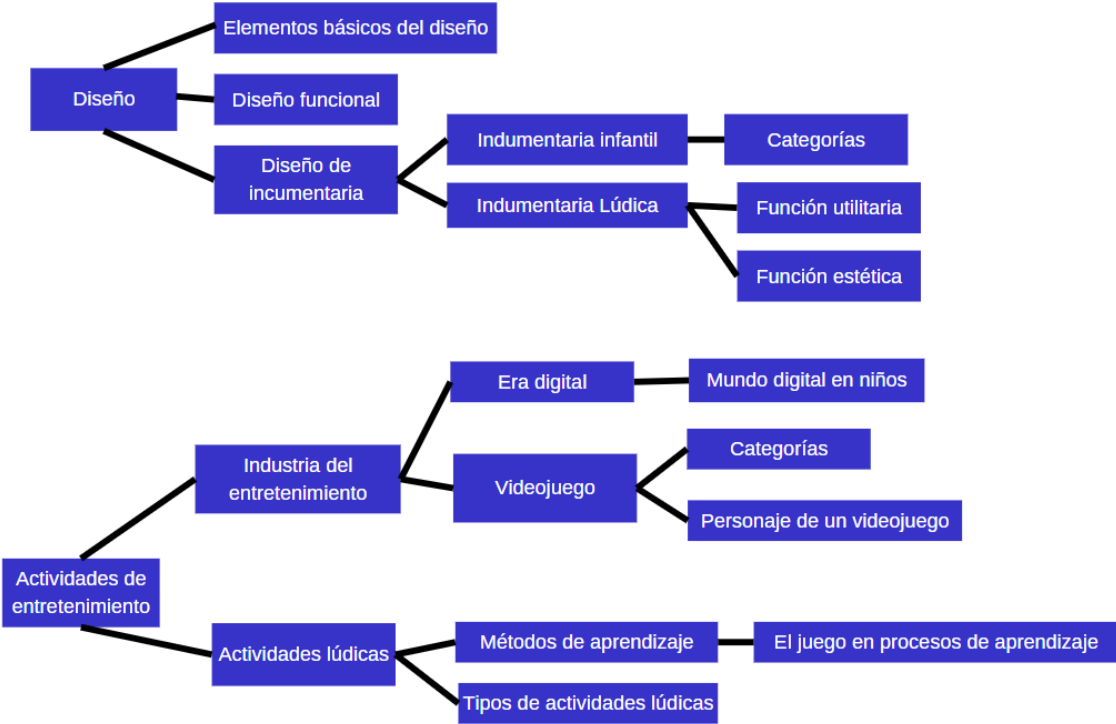 Elementos básicos del diseño
Diseño
Diseño funcional
Diseño de
incumentaria
Indumentaria infantil
Categorías
Indumentaria Lúdica
Función utilitaria
Función estética
Era digital
Mundo digital en niños
Industria del
entretenimiento
Videojuego
Categorías
Personaje de un videojuego
Actividades de
entretenimiento
Actividades lúdicas
Métodos de aprendizaje
El juego en procesos de aprendizaje
Tipos de actividades lúdicas